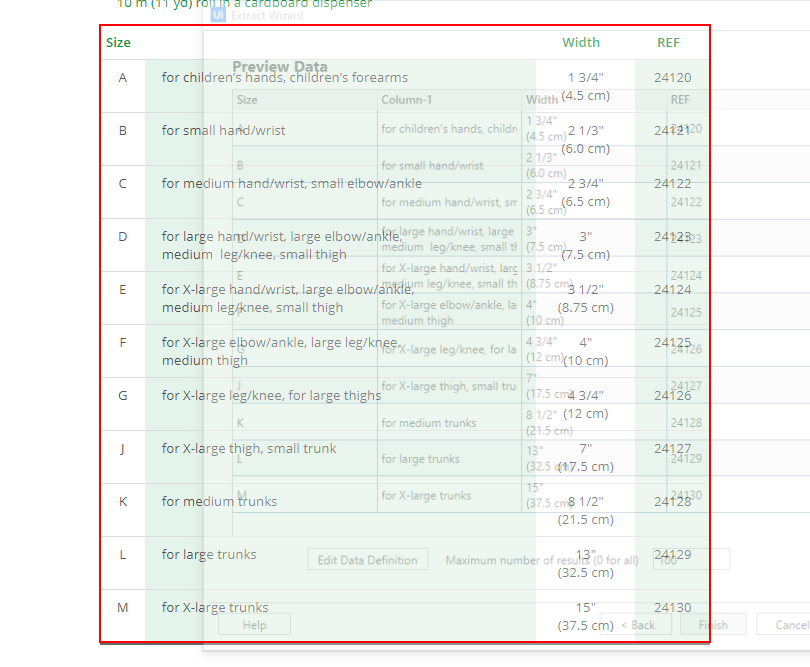 10 m (11 yd) roll in a cardboard dispenser
Ui Extract Wizard
Size Width REF
A for children's hands, children's forearms 1 3/4" 24120
(4.5 cm)
B for small hand/wrist 2 1/3" 24121
(6.0 cm)
C for medium hand/wrist, small elbow/ankle 2 3/4" 24122
(6.5 cm)
D for large hand/wrist, large elbow/ankle, 3" 24123
medium leg/knee, small thigh (7.5 cm)
E for X-large hand/wrist, large elbow/ankle, 3 1/2" 24124
medium leg/knee, small thigh (8.75 cm)
F for X-large elbow/ankle, large leg/knee, 4" 24125
medium thigh (10 cm)
G for X-large leg/knee, for large thighs 4 3/4" 24126
(12 cm)
J for X-large thigh, small trunk 7" 24127
(17.5 cm)
K for medium trunks 8 1/2" 24128
(21.5 cm)
L for large trunks 13" 24129
(32.5 cm)
M for X-large trunks 15" 24130
(37.5 cm)
Preview Data
Size Column-1 Width REF
A for children's hands, childr 1 3/4" 24120
(4.5 cm)
B for small hand/wrist 2 1/3" 24121
(6.0 cm)
C for medium hand/wrist, sm 2 3/4" 24122
(6.5 cm)
D for large hand/wrist, large 3" 24123
medium leg/knee, small th (7.5 cm)
E for X-large hand/wrist, larg 3 1/2" 24124
medium leg/knee, small th (8.75 cm)
for X-large elbow/ankle, la 4" 24125
medium thigh (10 cm)
G for X-large leg/knee, for la 4 3/4" 24126
(12 cm)
J for X-large thigh, small tru 7" 24127
(17.5 cm)
K for medium trunks 8 1/2" 24128
(21.5 cm)
L for large trunks 13" 24129
(32.5 cm)
M for X-large trunks 15" 24130
(37.5 cm)
Edit Data Definition Maximum number of results (0 for all) 100
Help < Back Finish Cancel